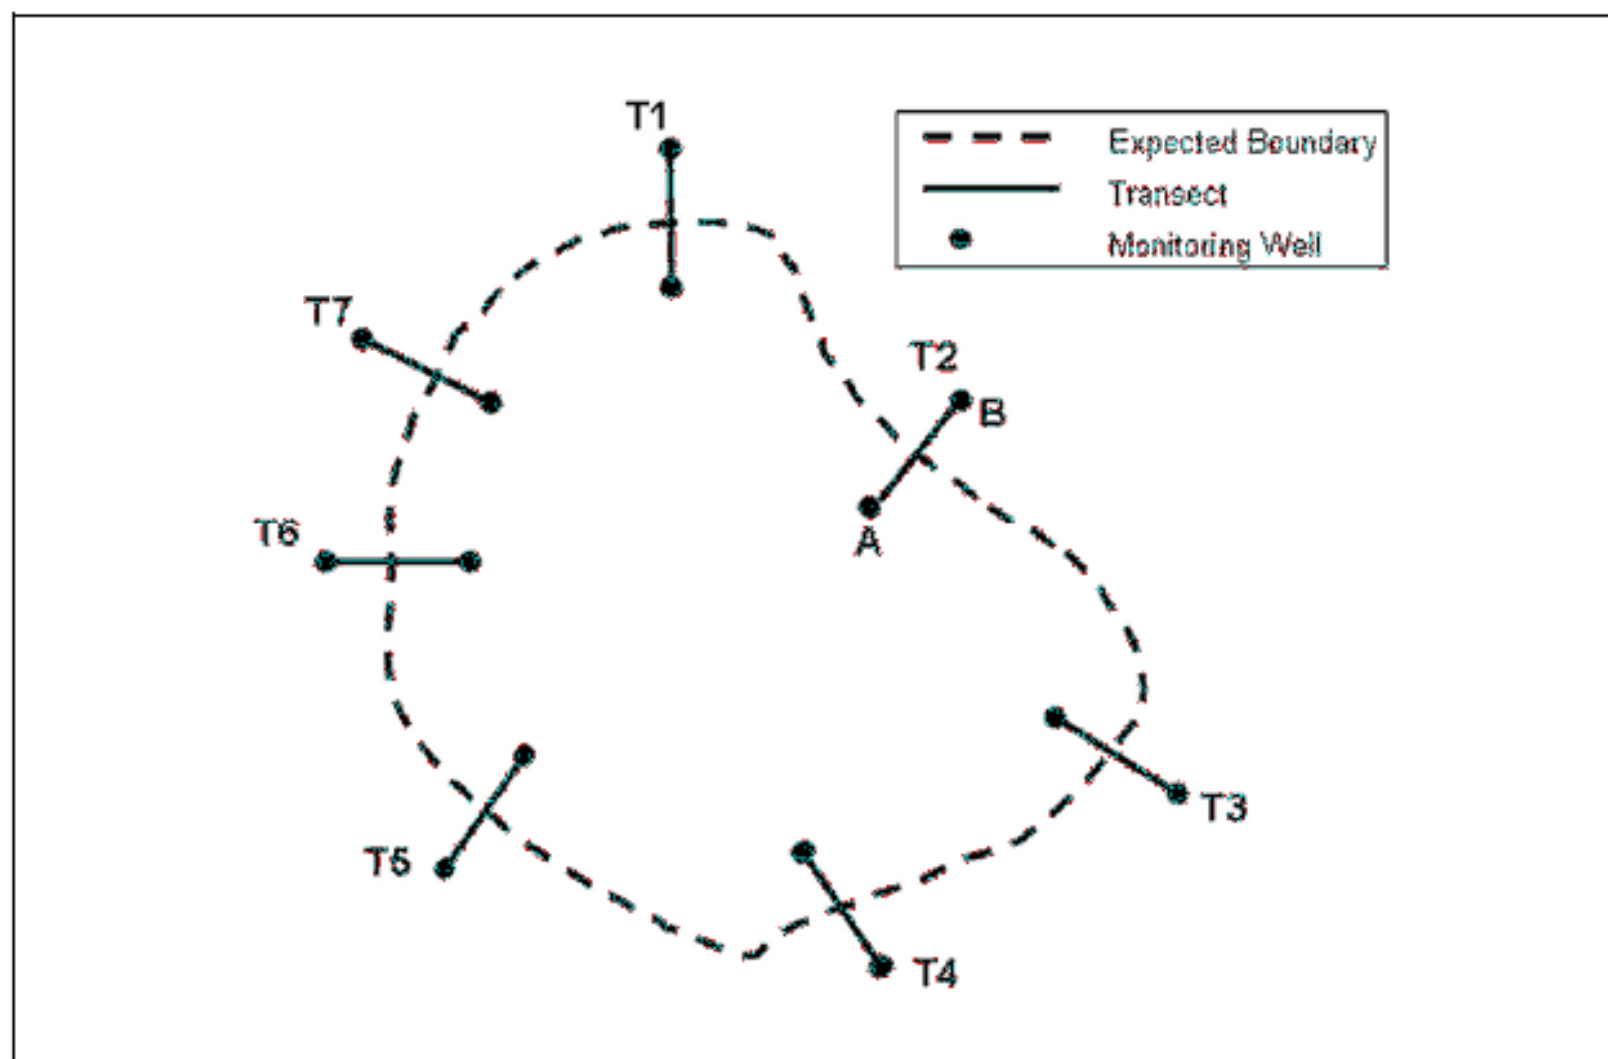 T1
Expected Boundary
Transect
Monitoring Well
T7
T2
B
A
T6
T3
T5
T4